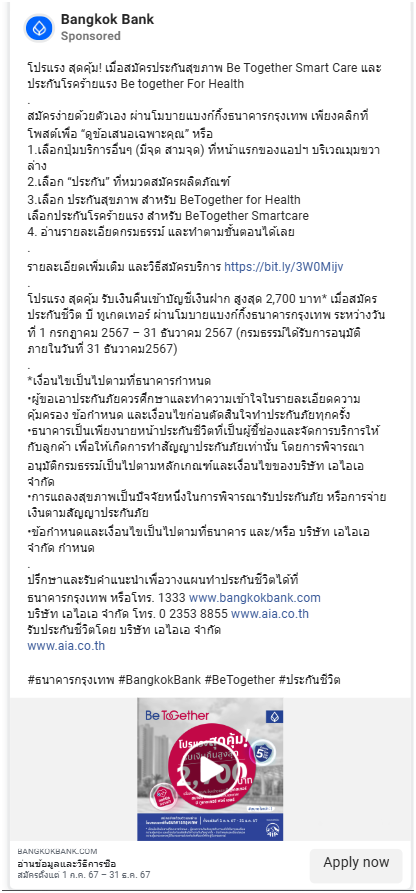 Bangkok Bank
Sponsored
โปรแรง สุดคุ้ม! เมื่อสมัครประกันสุขภาพ Be Together Smart Care และ
ประกันโรคร้ายแรง Be together For Health
.
สมัครง่ายด้วยตัวเอง ผ่านโมบายแบงก์กิ้งธนาคารกรุงเทพ เพียงคลิกที่
โพสต์เพื่อ “ดูข้อเสนอเฉพาะคุณ” หรือ
1.เลือกปุ่มบริการอื่นๆ (มีจุด สามจุด) ที่หน้าแรกของแอปฯ บริเวณมุมขวา
ล่าง
2.เลือก “ประกัน” ที่หมวดสมัครผลิตภัณฑ์
3.เลือก ประกันสุขภาพ สำหรับ BeTogether for Health
เลือกประกันโรคร้ายแรง สำหรับ BeTogether Smartcare
4. อ่านรายละเอียดกรมธรรม์ และทำตามขั้นตอนได้เลย
.
รายละเอียดเพิ่มเติม และวิธีสมัครบริการ https://bit.ly/3W0Mijv
.
โปรแรง สุดคุ้ม รับเงินคืนเข้าบัญชีเงินฝาก สูงสุด 2,700 บาท* เมื่อสมัคร
ประกันชีวิต บี ทูเกตเทอร์ ผ่านโมบายแบงก์กิ้งธนาคารกรุงเทพ ระหว่างวัน
ที่ 1 กรกฎาคม 2567 – 31 ธันวาคม 2567 (กรมธรรม์ได้รับการอนุมัติ
ภายในวันที่ 31 ธันวาคม2567)
.
*เงื่อนไขเป็นไปตามที่ธนาคารกำหนด
•ผู้ขอเอาประกันภัยควรศึกษาและทำความเข้าใจในรายละเอียดความ
คุ้มครอง ข้อกำหนด และเงื่อนไขก่อนตัดสินใจทำประกันภัยทุกครั้ง
•ธนาคารเป็นเพียงนายหน้าประกันชีวิตที่เป็นผู้ชี้ช่องและจัดการบริการให้
กับลูกค้า เพื่อให้เกิดการทำสัญญาประกันภัยเท่านั้น โดยการพิจารณา
อนุมัติกรมธรรม์เป็นไปตามหลักเกณฑ์และเงื่อนไขของบริษัท เอไอเอ
จำกัด
•การแถลงสุขภาพเป็นปัจจัยหนึ่งในการพิจารณารับประกันภัย หรือการจ่าย
เงินตามสัญญาประกันภัย
•ข้อกำหนดและเงื่อนไขเป็นไปตามที่ธนาคาร และ/หรือ บริษัท เอไอเอ
จำกัด กำหนด
.
ปรึกษาและรับคำแนะนำเพื่อวางแผนทำประกันชีวิตได้ที่
ธนาคารกรุงเทพ หรือโทร. 1333 www.bangkokbank.com
บริษัท เอไอเอ จำกัด โทร. 0 2353 8855 www.aia.co.th
รับประกันชีวิตโดย บริษัท เอไอเอ จำกัด
www.aia.co.th
#ธนาคารกรุงเทพ #BangkokBank #BeTogether #ประกันชีวิต
Be ToGether
โปรแรงสุดคุ้ม!
รับเงินคืนสูงสุด
2,700 บาท
BANGKOKBANK.COM
อ่านข้อมูลและวิธีการซื้อ
สมัครตั้งแต่ 1 ก.ค. 67 – 31 ธ.ค. 67
Apply now